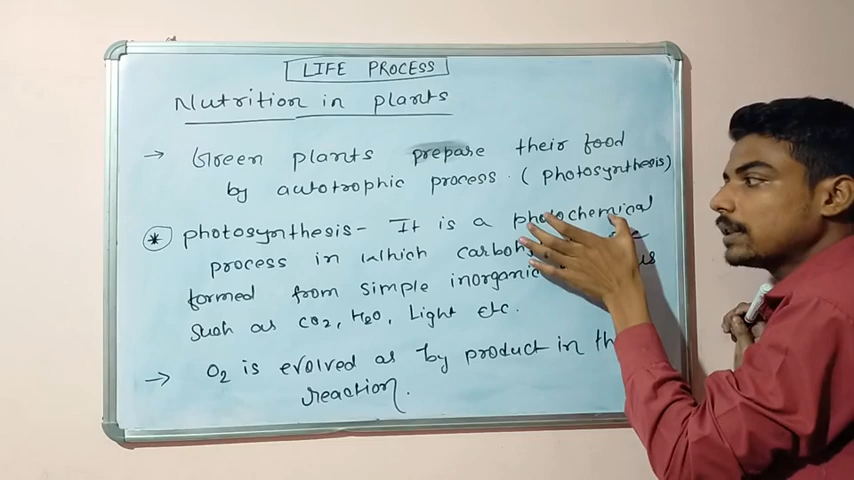 LIFE PROCESS
Nutrition in plants
→ Green plants prepare their food
by autotrophic process. (photosynthesis)
* photosynthesis- It is a photochemical
process in which
formed from simple inorganic
such as CO2, H2O, Light etc.
→ O2 is evolved as by product in
reaction.